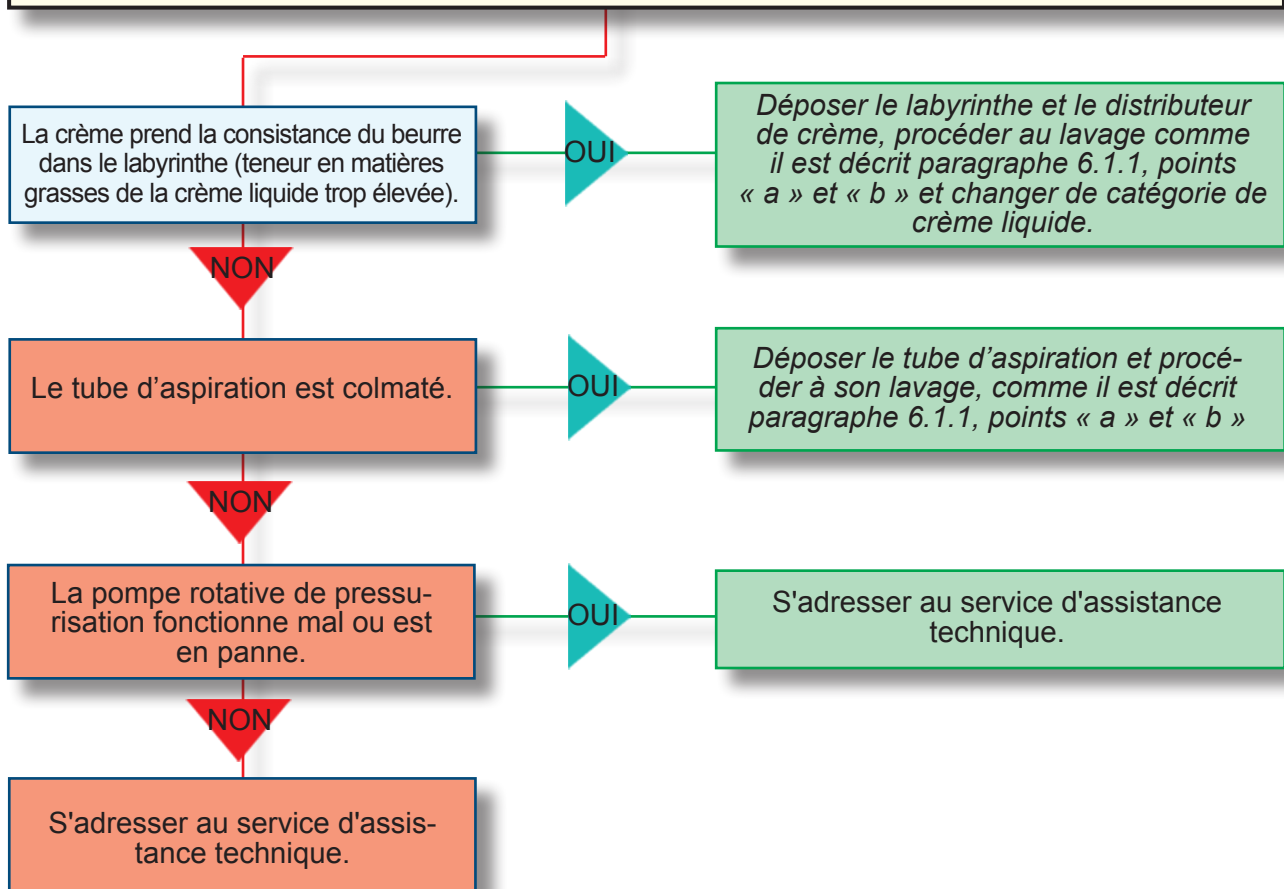 La crème prend la consistance du beurre
dans le labyrinthe (teneur en matières
grasses de la crème liquide trop élevée).
OUI
Déposer le labyrinthe et le distributeur
de crème, procéder au lavage comme
il est décrit paragraphe 6.1.1, points
« a » et « b » et changer de catégorie de
crème liquide.
NON
Le tube d’aspiration est colmaté.
OUI
Déposer le tube d’aspiration et procé-
der à son lavage, comme il est décrit
paragraphe 6.1.1, points « a » et « b »
NON
La pompe rotative de pressu-
risation fonctionne mal ou est
en panne.
OUI
S'adresser au service d'assistance
technique.
NON
S'adresser au service d'assis-
tance technique.